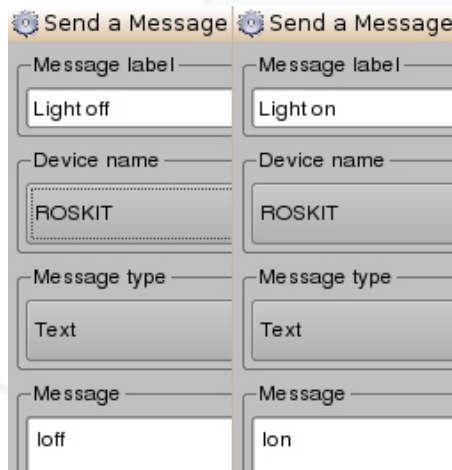 Send a Message
Message label
Light off
Device name
ROSKIT
Message type
Text
Message
loff
Send a Message
Message label
Light on
Device name
ROSKIT
Message type
Text
Message
lon